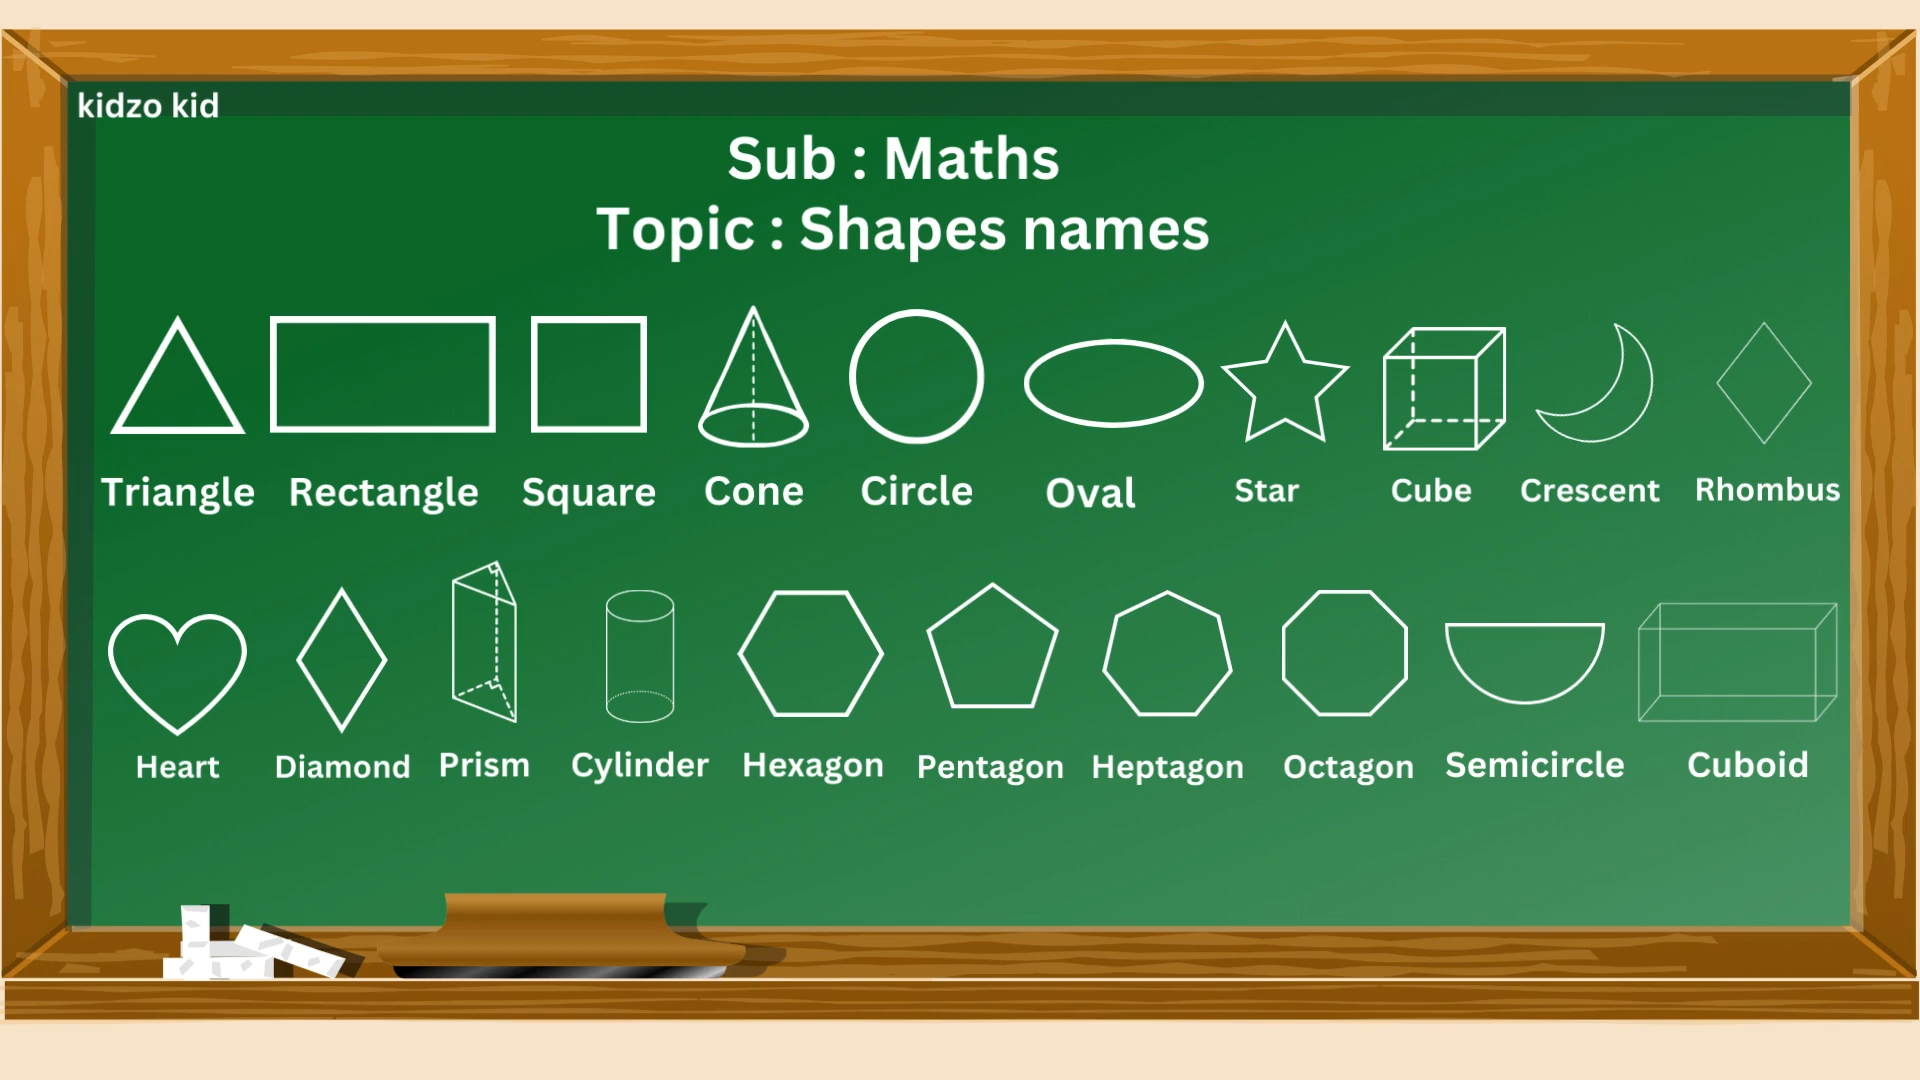 kidzo kid
Sub : Maths
Topic : Shapes names
Triangle Rectangle Square Cone Circle Oval Star Cube Crescent Rhombus
Heart Diamond Prism Cylinder Hexagon Pentagon Heptagon Octagon Semicircle Cuboid